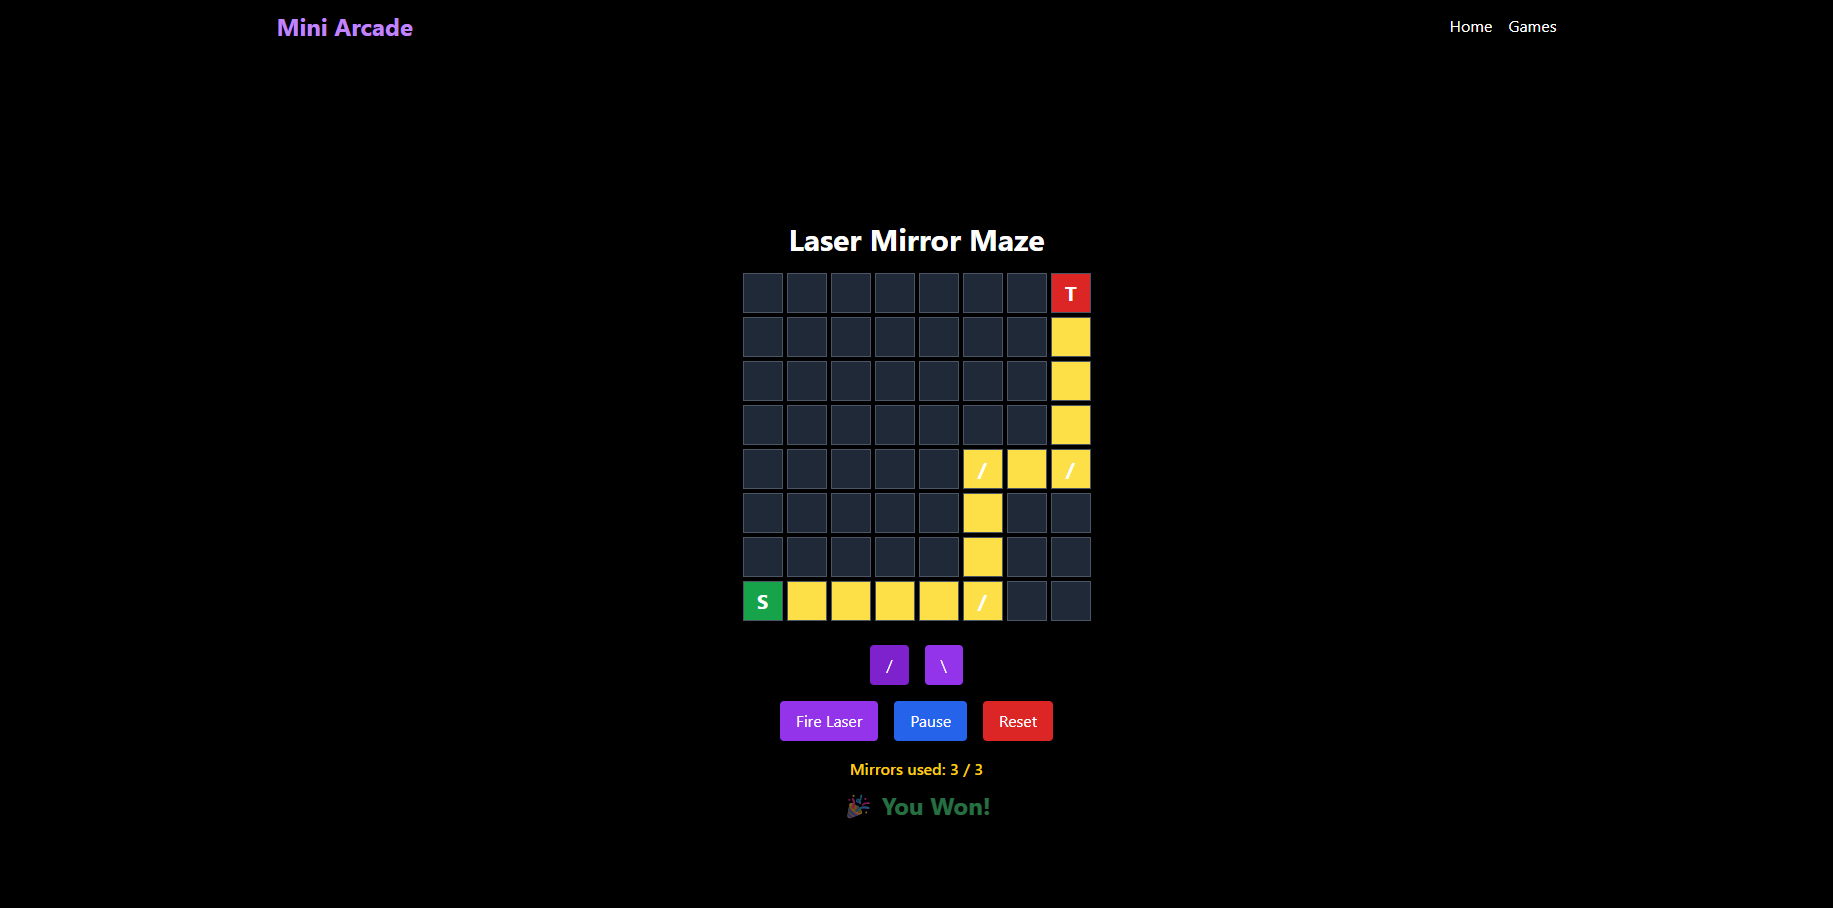 Mini Arcade
Home Games
Laser Mirror Maze
T
/ /
S /
/ \
Fire Laser Pause Reset
Mirrors used: 3 / 3
🎉 You Won!